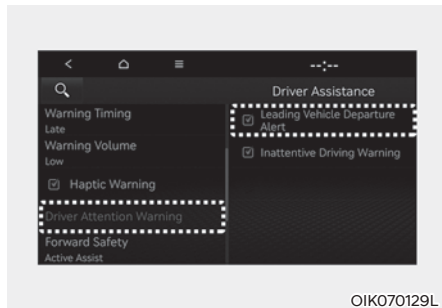 --:--
Driver Assistance
Warning Timing
Late
Warning Volume
Low
Haptic Warning
Driver Attention Warning
Forward Safety
Active Assist
Leading Vehicle Departure
Alert
Inattentive Driving Warning
OIK070129L